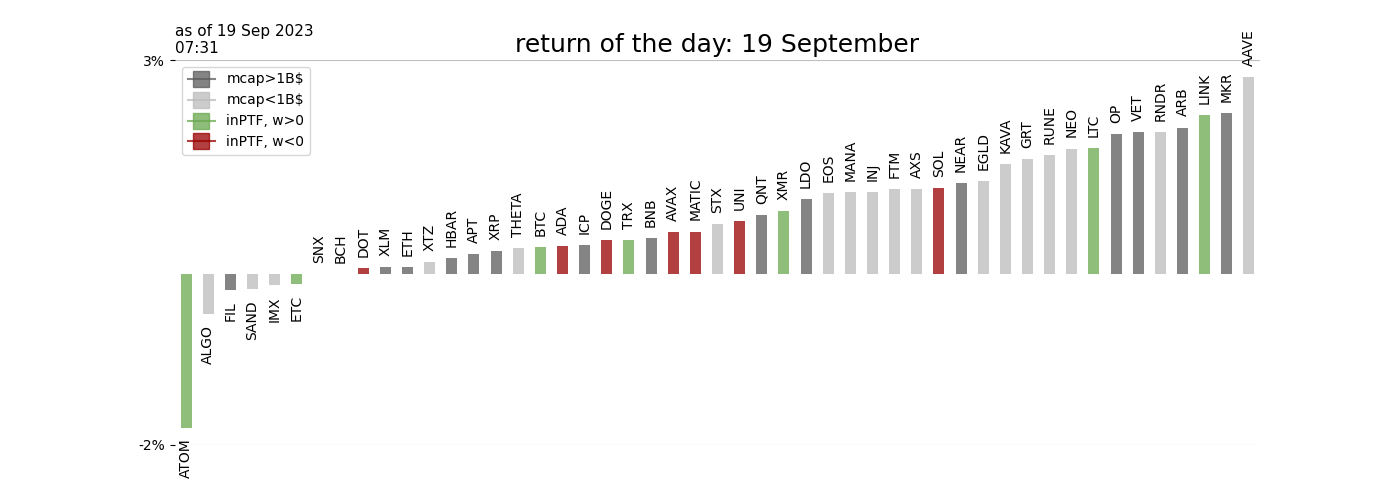 as of 19 Sep 2023
07:31
return of the day: 19 September
3%
mcap>1B$
mcap<1B$
inPTF, w>0
inPTF, w<0
-2%
ATOM
ALGO
FIL
SAND
IMX
ETC
SNX
BCH
DOT
XLM
ETH
XTZ
HBAR
APT
XRP
THETA
BTC
ADA
ICP
DOGE
TRX
BNB
AVAX
MATIC
STX
UNI
QNT
XMR
LDO
EOS
MANA
INJ
FTM
AXS
SOL
NEAR
EGLD
KAVA
GRT
RUNE
NEO
LTC
OP
VET
RNDR
ARB
LINK
MKR
AAVE